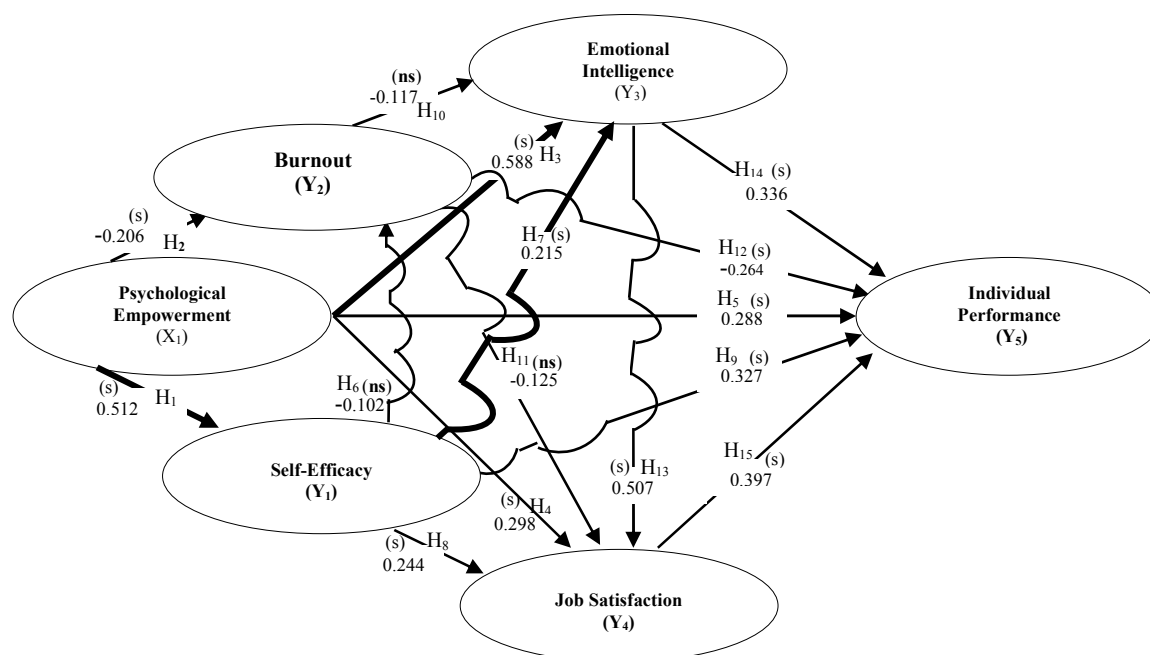 Emotional
Intelligence
(Y₃)
(ns)
-0.117
H₁₀
Burnout
(Y₂)
(s)
0.588
H₃
H₁₄ (s)
0.336
(s)
-0.206
H₂
H₇ (s)
0.215
H₁₂ (s)
-0.264
Psychological
Empowerment
(X₁)
H₅ (s)
0.288
Individual
Performance
(Y₅)
(s)
0.512
H₁
H₆ (ns)
-0.102
H₁₁ (ns)
-0.125
H₉ (s)
0.327
Self-Efficacy
(Y₁)
(s)
0.298
H₄
(s)
0.507
H₁₃
H₁₅ (s)
0.397
(s)
0.244
H₈
Job Satisfaction
(Y₄)